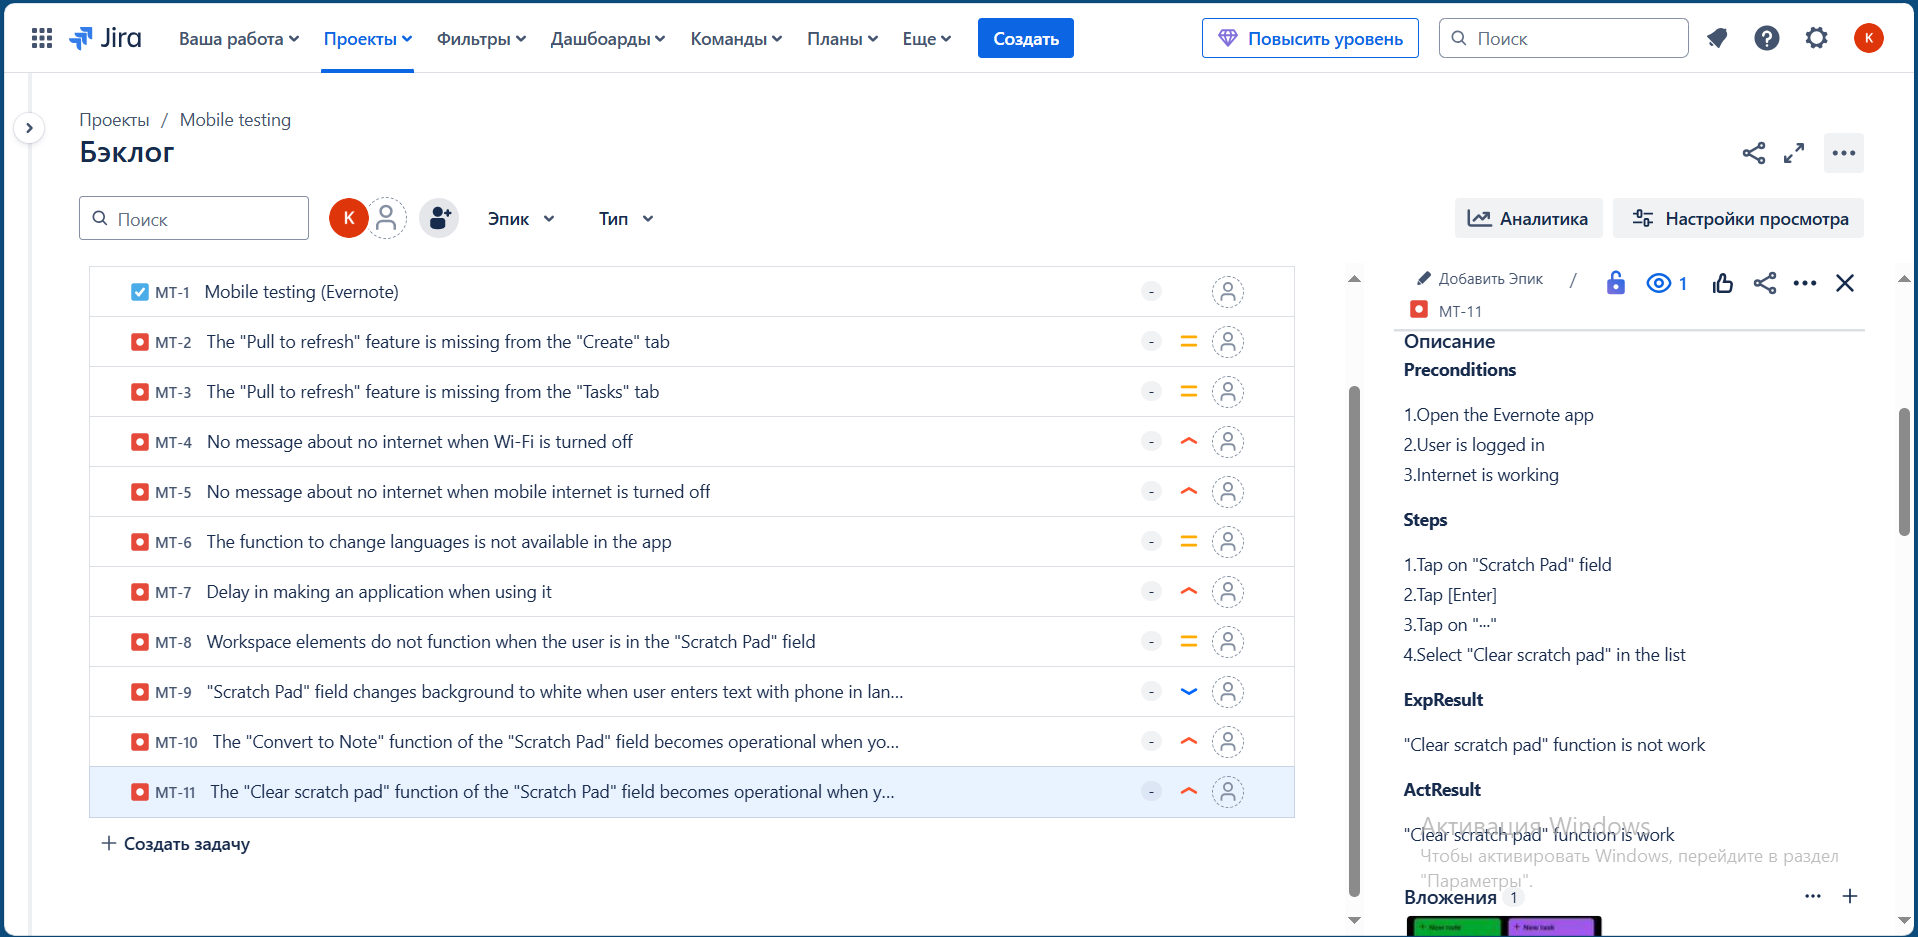 Jira
Ваша работа
Проекты
Фильтры
Дашбоарды
Команды
Планы
Еще
Создать
Повысить уровень
Поиск
K
Проекты / Mobile testing
Бэклог
Поиск
K
Эпик
Тип
Аналитика
Настройки просмотра
MT-1 Mobile testing (Evernote) -
MT-2 The "Pull to refresh" feature is missing from the "Create" tab -
MT-3 The "Pull to refresh" feature is missing from the "Tasks" tab -
MT-4 No message about no internet when Wi-Fi is turned off -
MT-5 No message about no internet when mobile internet is turned off -
MT-6 The function to change languages is not available in the app -
MT-7 Delay in making an application when using it -
MT-8 Workspace elements do not function when the user is in the "Scratch Pad" field -
MT-9 "Scratch Pad" field changes background to white when user enters text with phone in lan... -
MT-10 The "Convert to Note" function of the "Scratch Pad" field becomes operational when yo... -
MT-11 The "Clear scratch pad" function of the "Scratch Pad" field becomes operational when y... -
+ Создать задачу
Добавить Эпик / 1
MT-11
Описание
Preconditions
1.Open the Evernote app
2.User is logged in
3.Internet is working
Steps
1.Tap on "Scratch Pad" field
2.Tap [Enter]
3.Tap on "···"
4.Select "Clear scratch pad" in the list
ExpResult
"Clear scratch pad" function is not work
ActResult
"Clear scratch pad" function is work
Активация Windows
Чтобы активировать Windows, перейдите в раздел
"Параметры".
Вложения 1
+ New note
+ New task